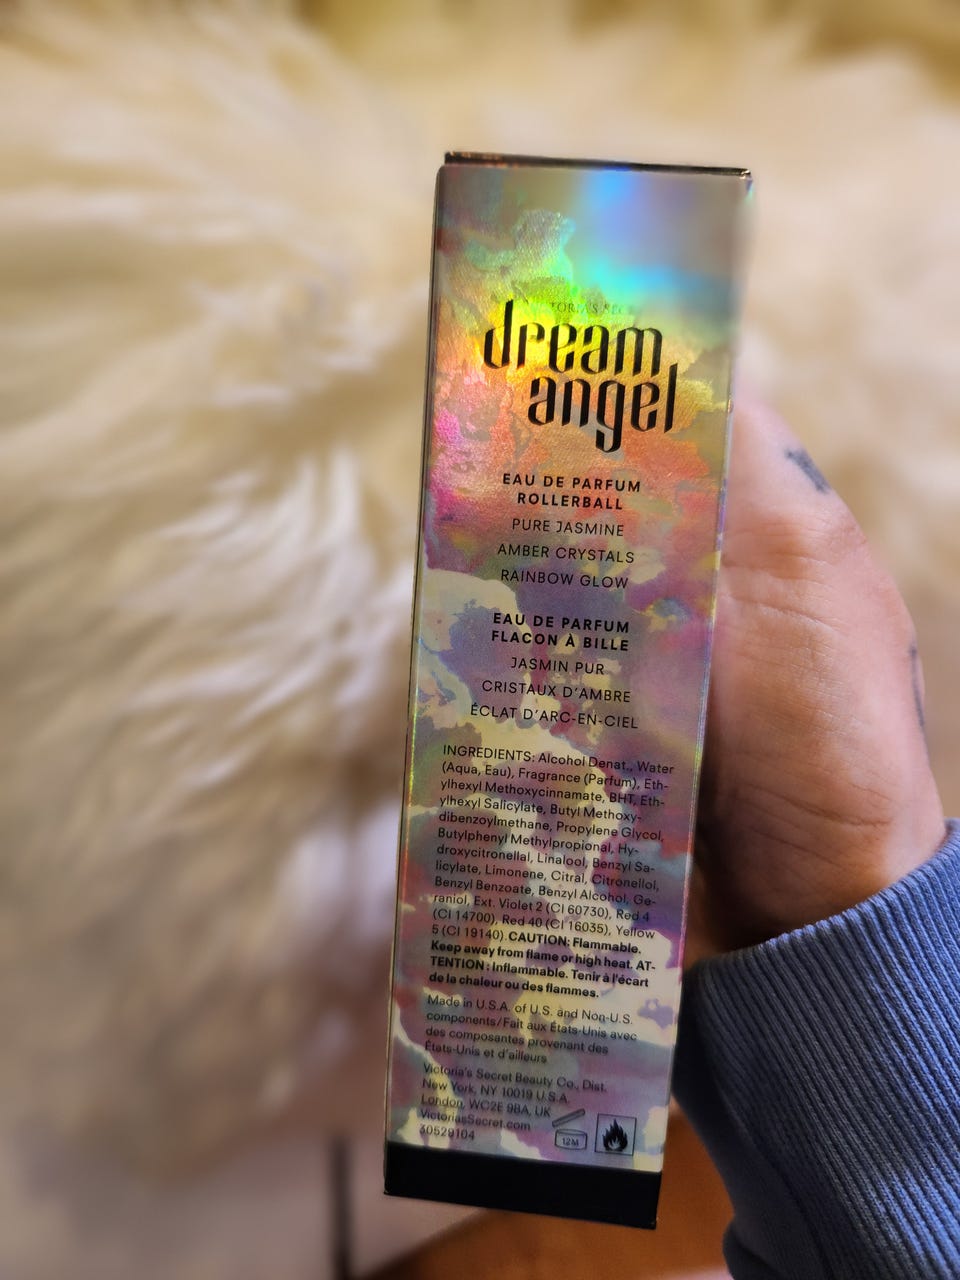 dream
angel
EAU DE PARFUM
ROLLERBALL
PURE JASMINE
AMBER CRYSTALS
RAINBOW GLOW
EAU DE PARFUM
FLACON À BILLE
JASMIN PUR
CRISTAUX D'AMBRE
ÉCLAT D'ARC-EN-CIEL
INGREDIENTS: Alcohol Denat., Water
(Aqua, Eau), Fragrance (Parfum), Eth-
ylhexyl Methoxycinnamate, BHT, Eth-
ylhexyl Salicylate, Butyl Methoxy-
dibenzoylmethane, Propylene Glycol,
Butylphenyl Methylpropional, Hy-
droxycitronellal, Linalool, Benzyl Sa-
licylate, Limonene, Citral, Citronellol,
Benzyl Benzoate, Benzyl Alcohol, Ge-
raniol, Ext. Violet 2 (CI 60730), Red 4
(CI 14700), Red 40 (CI 16035), Yellow
5 (CI 19140). CAUTION: Flammable.
Keep away from flame or high heat. AT-
TENTION : Inflammable. Tenir à l'écart
de la chaleur ou des flammes.
Made in U.S.A. of U.S. and Non-U.S.
components/Fait aux États-Unis avec
des composantes provenant des
États-Unis et d'ailleurs
Victoria's Secret Beauty Co., Dist.
New York, NY 10019 U.S.A.
London, WC2E 9BA, UK
VictoriasSecret.com
30529104
12M